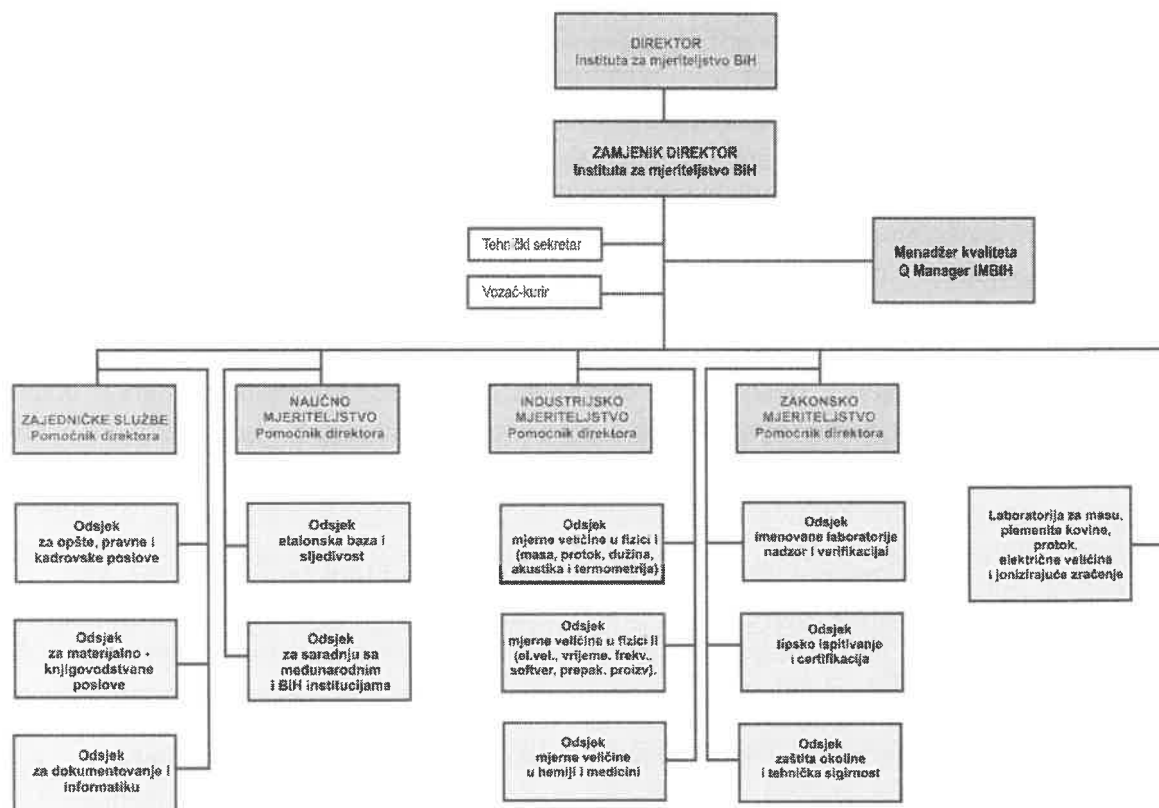 DIREKTOR
Instituta za mjeriteljstvo BiH
ZAMJENIK DIREKTOR
Instituta za mjeriteljstvo BiH
Tehnički sekretar
Vozač-kurir
Menadžer kvaliteta
Q Manager IMBIH
ZAJEDNIČKE SLUŽBE
Pomoćnik direktora
NAUČNO
MJERITELJSTVO
Pomoćnik direktora
INDUSTRIJSKO
MJERITELJSTVO
Pomoćnik direktora
ZAKONSKO
MJERITELJSTVO
Pomoćnik direktora
Odsjek
za opšte, pravne i
kadrovske poslove
Odsjek
etalonska baza i
sljedivost
Odsjek
mjerne veličine u fizici I
(masa, protok, dužina,
akustika i termometrija)
Odsjek
imenovane laboratorije
nadzor i verifikacijai
Laboratorija za masu,
plemenite kovine,
protok,
električne veličine
i jonizirajuće zračenje
Odsjek
za materijalno -
knjigovodstvane
poslove
Odsjek
za saradnju sa
međunarodnim
i BiH institucijama
Odsjek
mjerne veličine u fizici II
(el.vel., vrijeme. frekv.,
softver, prepak. proizv).
Odsjek
tipsko ispitivanje
i certifikacija
Odsjek
za dokumentovanje i
informatiku
Odsjek
mjerne veličine
u hemiji i medicini
Odsjek
zaštita okoline
i tehnička sigirnost